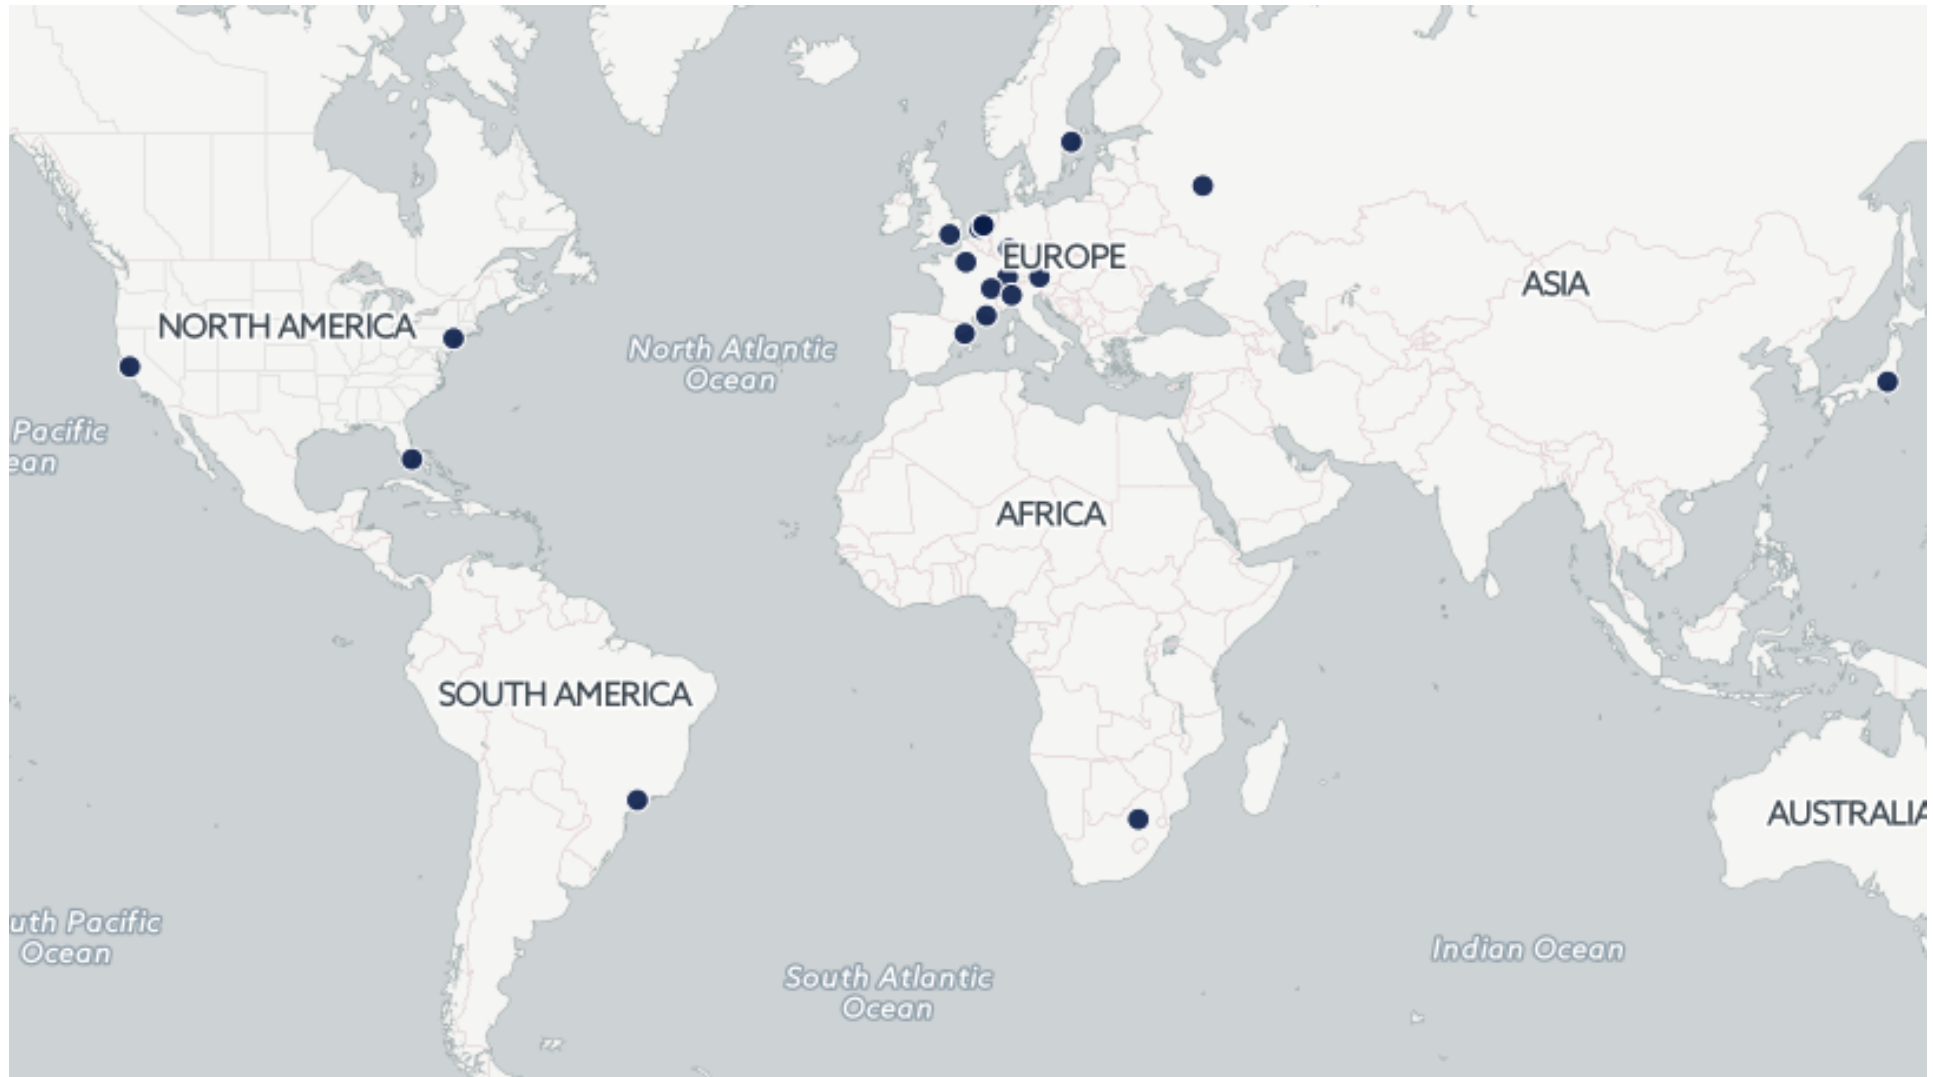 EUROPE
ASIA
NORTH AMERICA
North Atlantic
Ocean
Pacific
ean
AFRICA
SOUTH AMERICA
AUSTRALIA
uth Pacific
Ocean
Indian Ocean
South Atlantic
Ocean